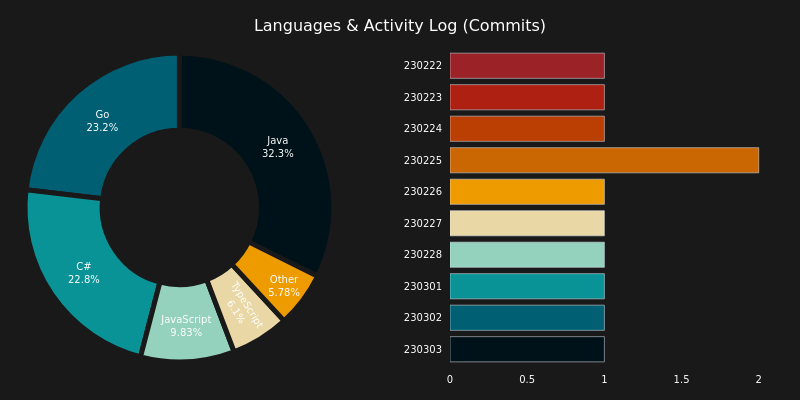 Languages & Activity Log (Commits)
Java
32.3%
Go
23.2%
C#
22.8%
JavaScript
9.83%
TypeScript
6.1%
Other
5.78%
230222
230223
230224
230225
230226
230227
230228
230301
230302
230303
0 0.5 1 1.5 2